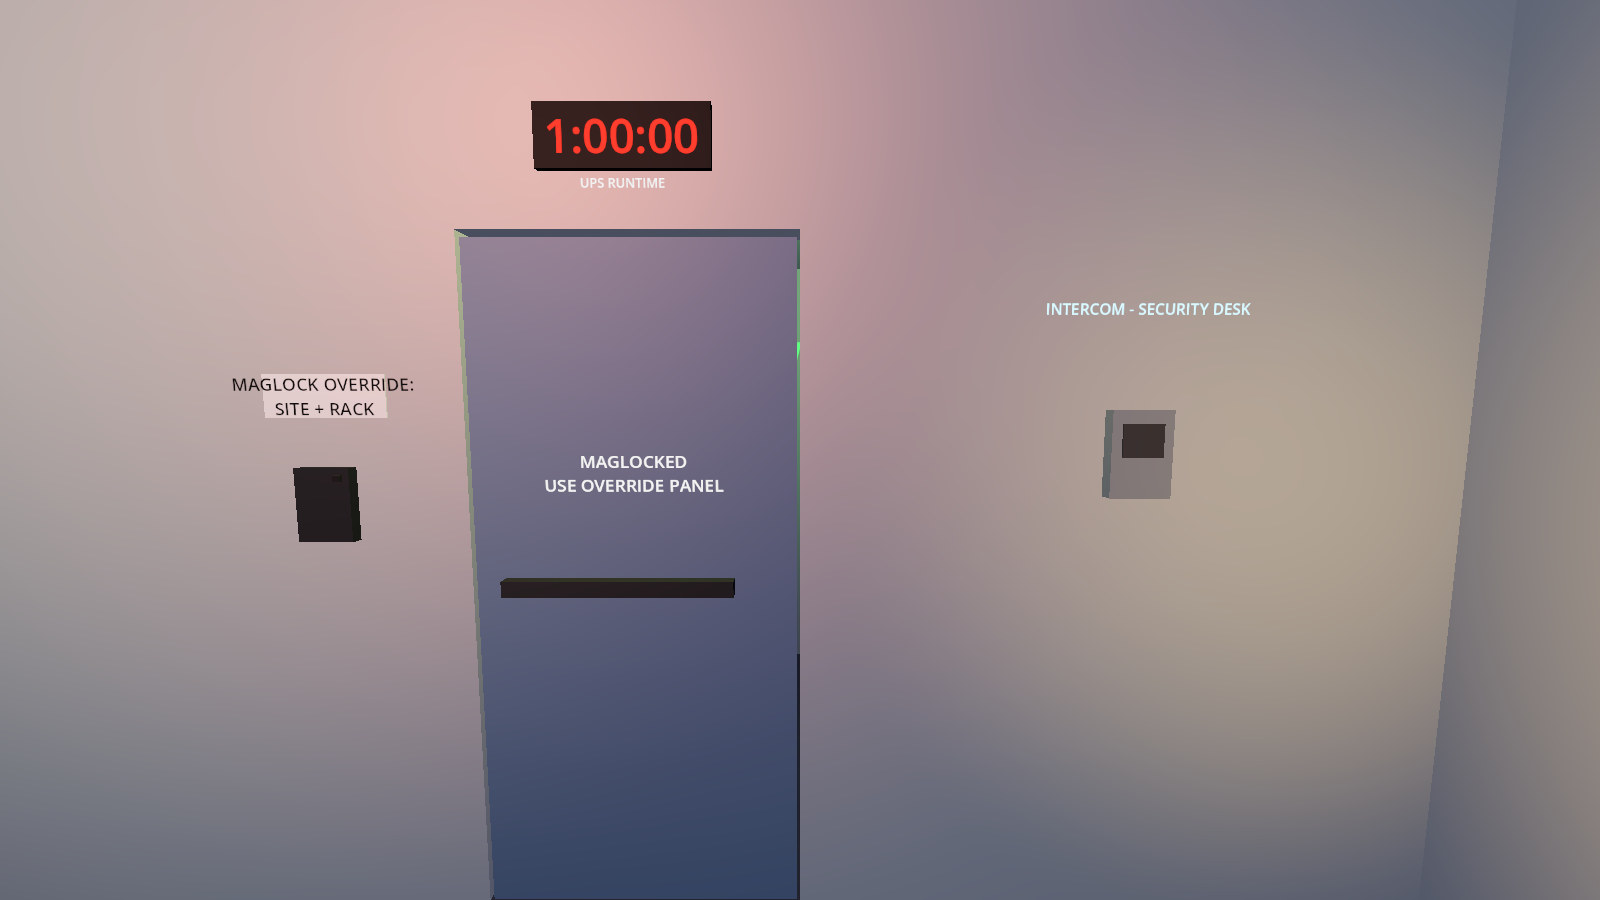 1:00:00
UPS RUNTIME
INTERCOM - SECURITY DESK
MAGLOCK OVERRIDE:
SITE + RACK
MAGLOCKED
USE OVERRIDE PANEL